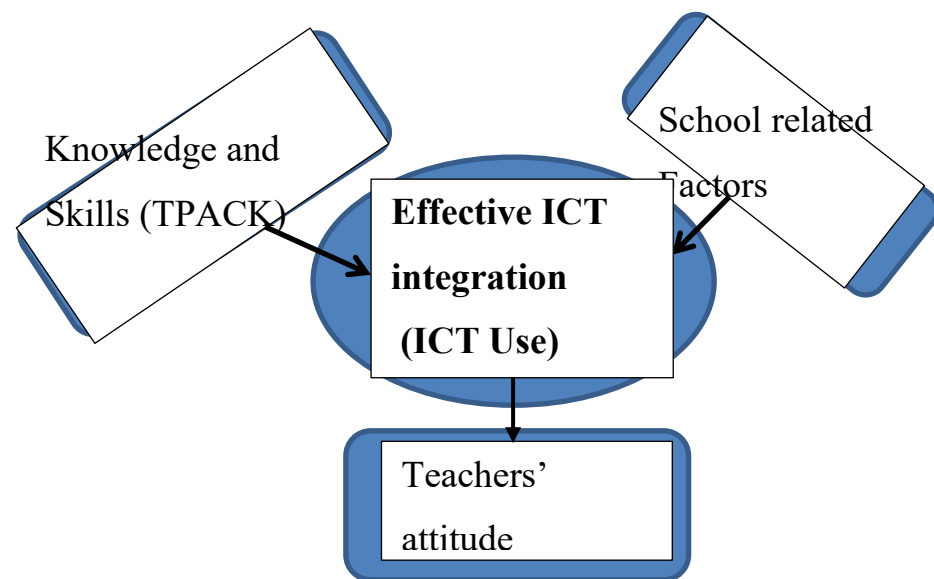 Knowledge and
Skills (TPACK)
School related
Factors
Effective ICT
integration
(ICT Use)
Teachers’
attitude